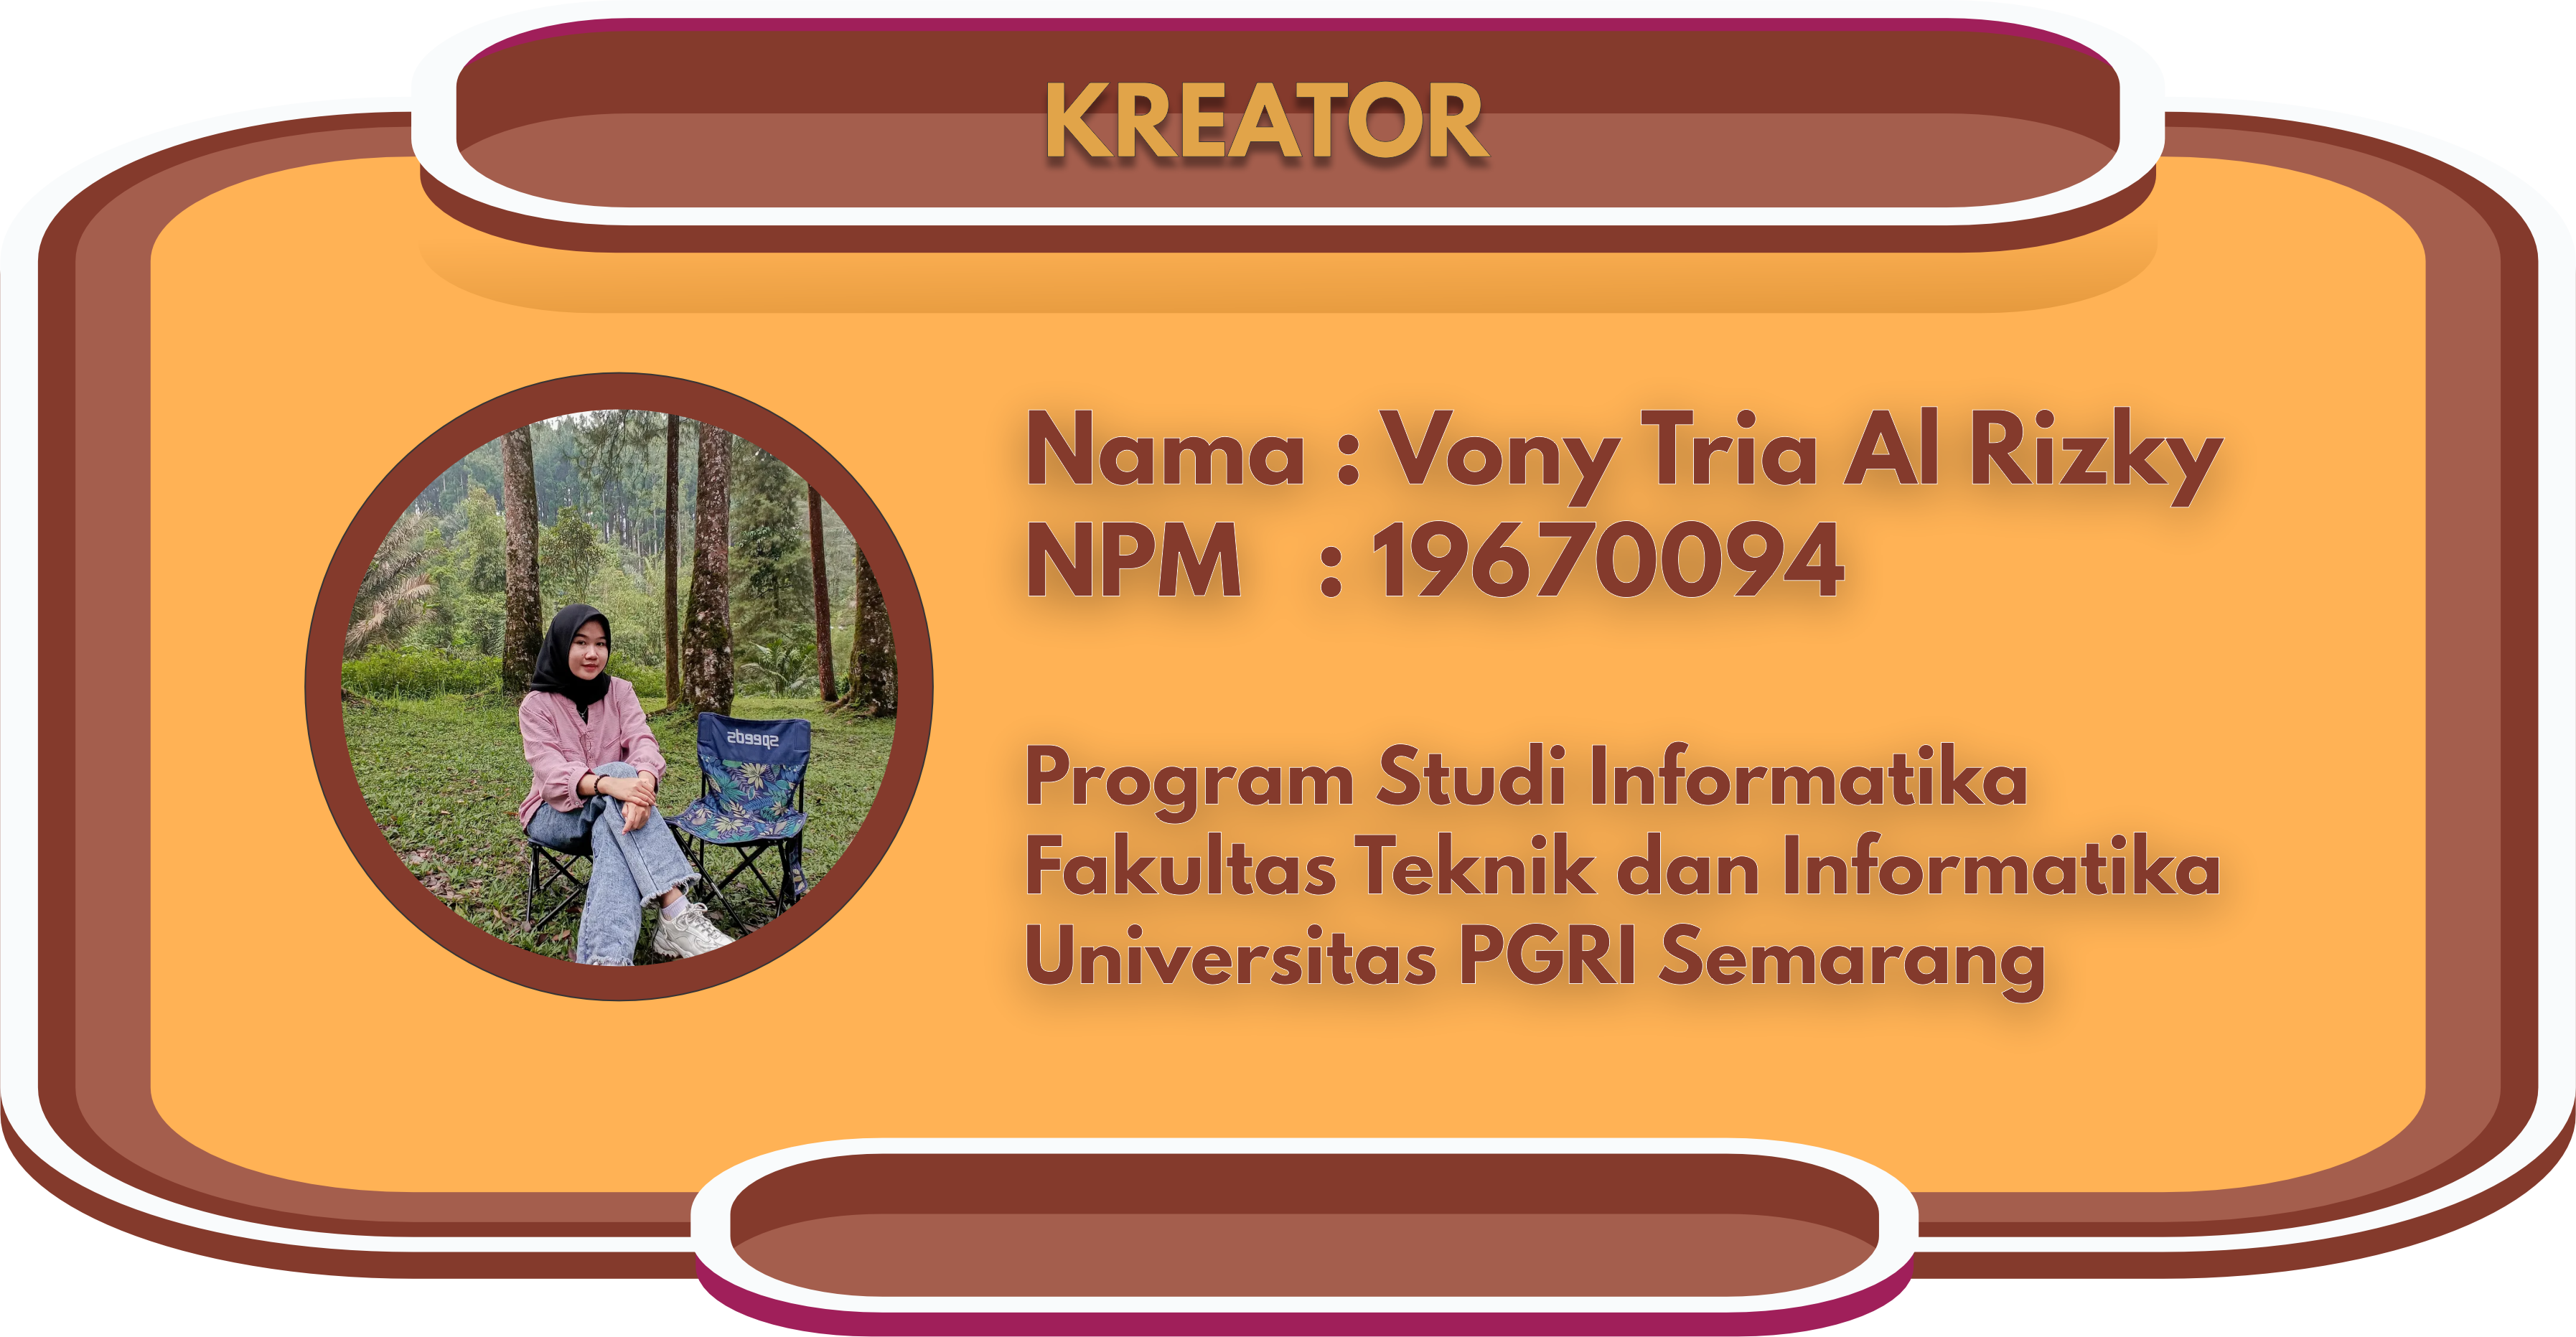 KREATOR
Nama : Vony Tria Al Rizky
NPM : 19670094
speeds
Program Studi Informatika
Fakultas Teknik dan Informatika
Universitas PGRI Semarang